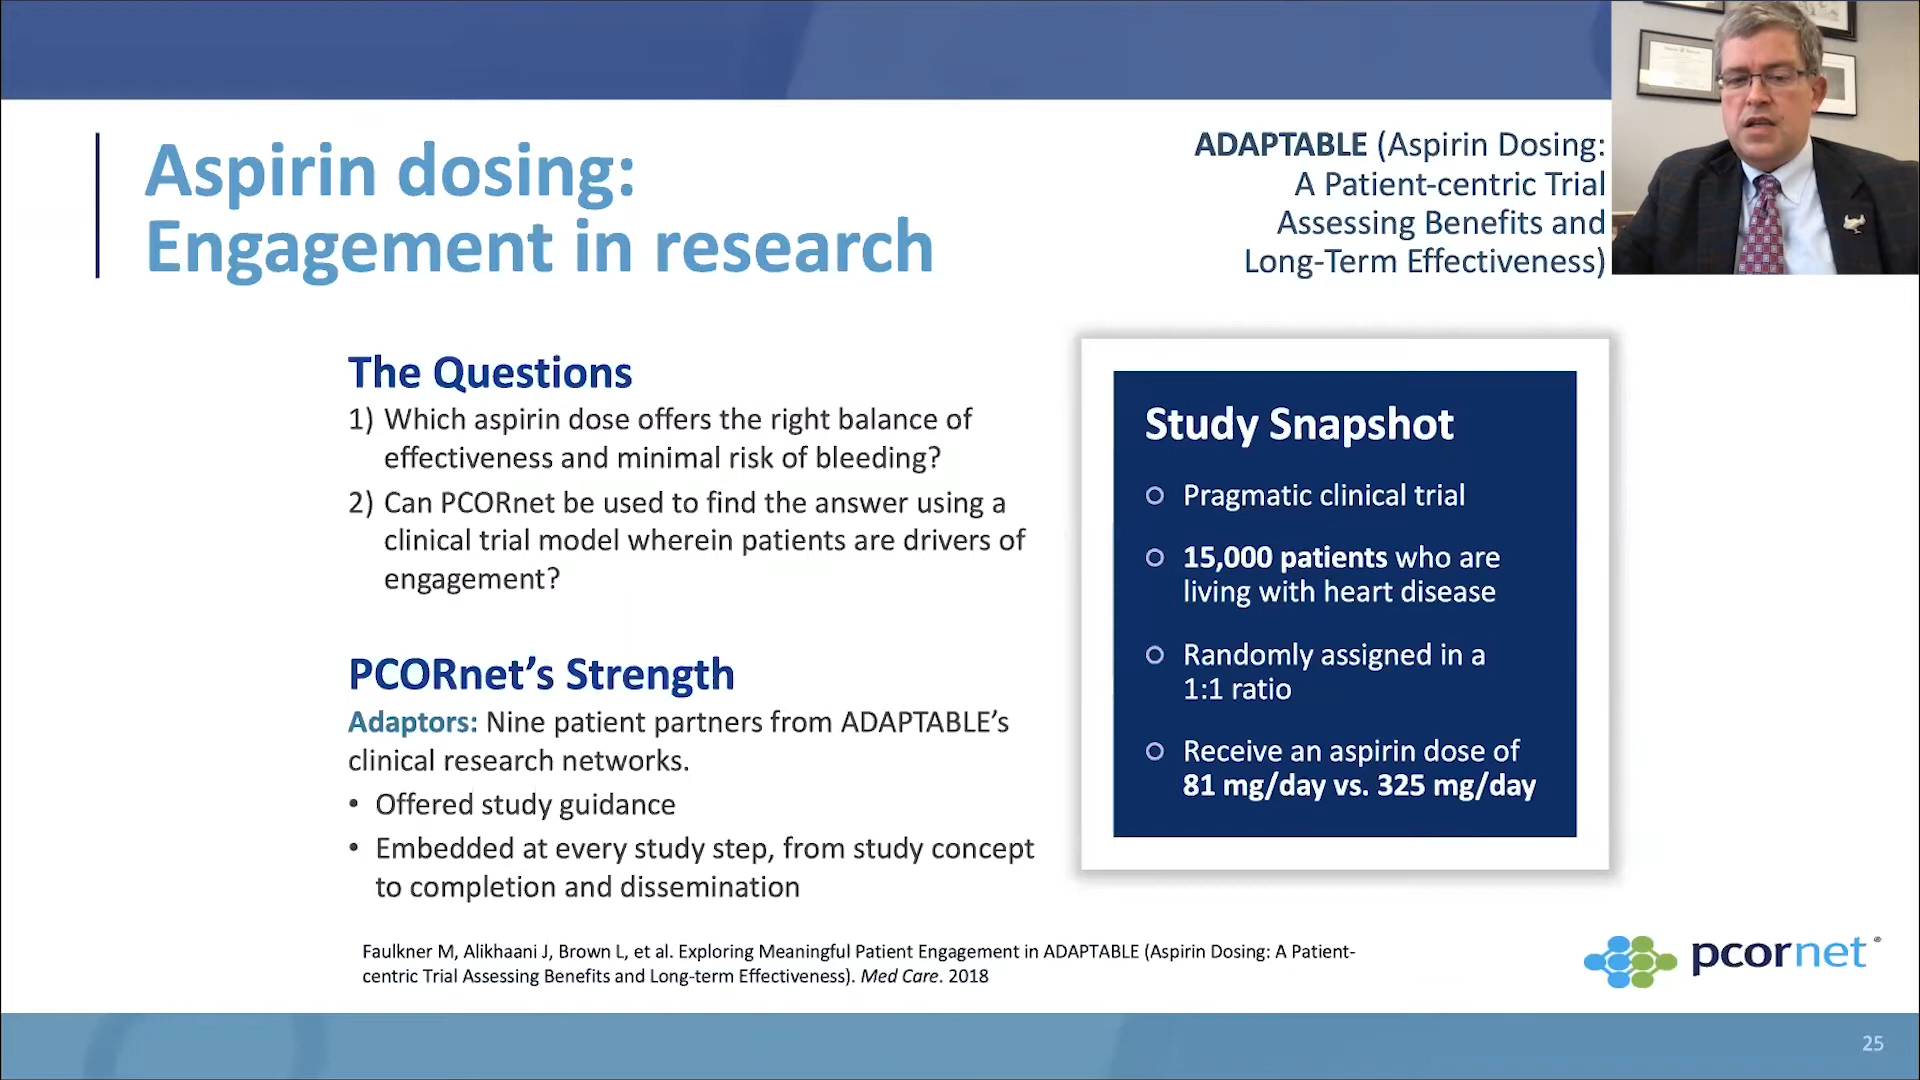 Aspirin dosing:
Engagement in research
ADAPTABLE (Aspirin Dosing:
A Patient-centric Trial
Assessing Benefits and
Long-Term Effectiveness)
The Questions
1) Which aspirin dose offers the right balance of
effectiveness and minimal risk of bleeding?
2) Can PCORnet be used to find the answer using a
clinical trial model wherein patients are drivers of
engagement?
PCORnet’s Strength
Adaptors: Nine patient partners from ADAPTABLE’s
clinical research networks.
• Offered study guidance
• Embedded at every study step, from study concept
to completion and dissemination
Study Snapshot
Pragmatic clinical trial
15,000 patients who are
living with heart disease
Randomly assigned in a
1:1 ratio
Receive an aspirin dose of
81 mg/day vs. 325 mg/day
Faulkner M, Alikhaani J, Brown L, et al. Exploring Meaningful Patient Engagement in ADAPTABLE (Aspirin Dosing: A Patient-
centric Trial Assessing Benefits and Long-term Effectiveness). Med Care. 2018
pcornet®
25